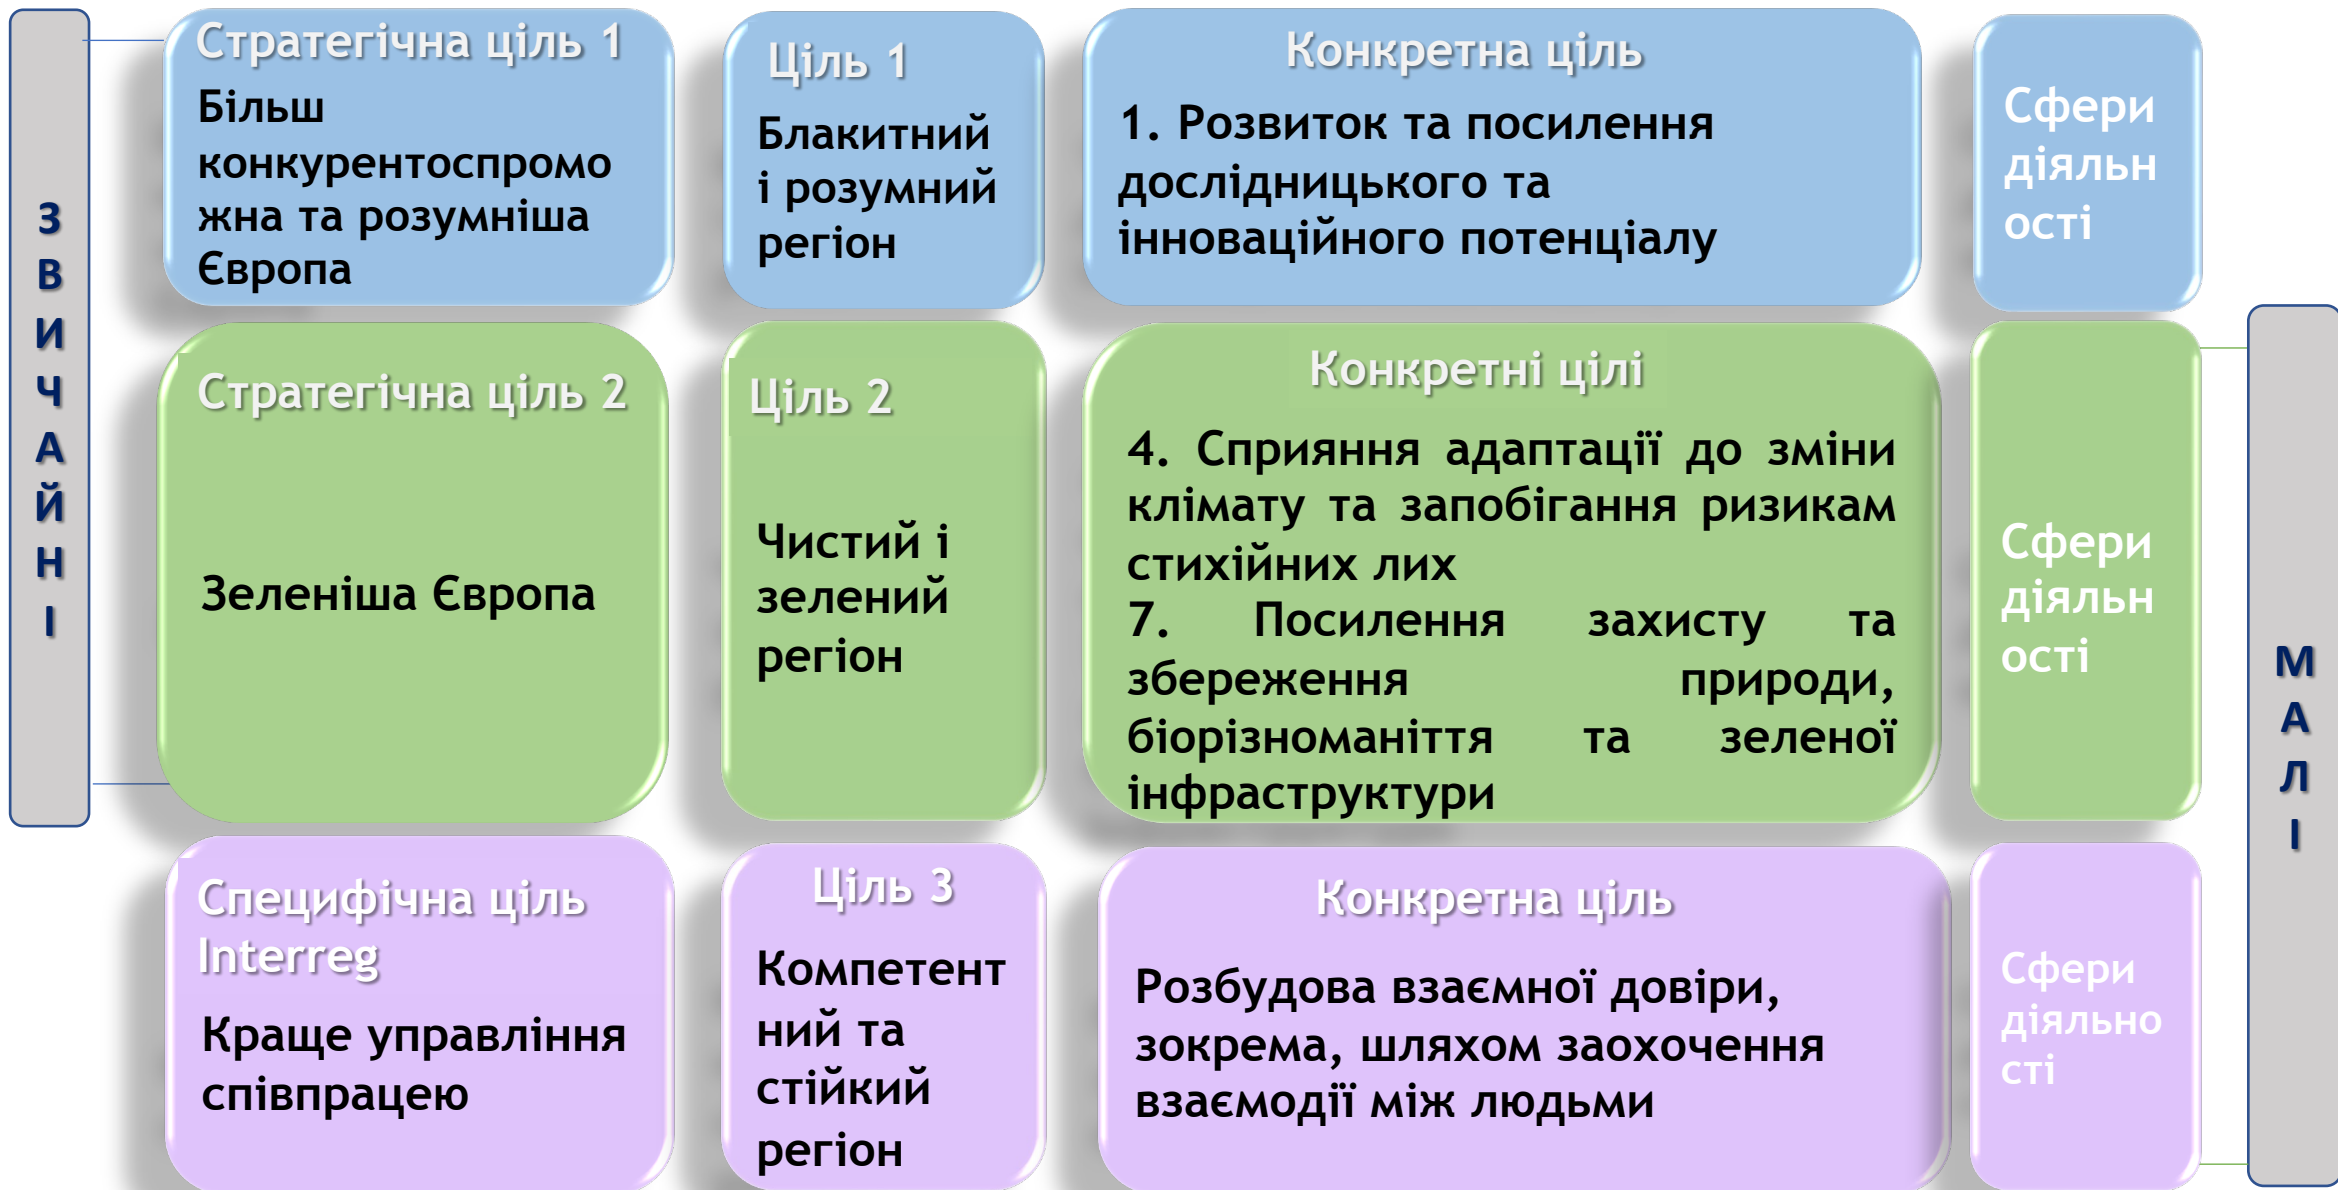 З
В
И
Ч
А
Й
Н
І
Стратегічна ціль 1
Більш
конкурентоспромо
жна та розумніша
Європа
Ціль 1
Блакитний
і розумний
регіон
Конкретна ціль
1. Розвиток та посилення
дослідницького та
інноваційного потенціалу
Сфери
діяльн
ості
Стратегічна ціль 2
Зеленіша Європа
Ціль 2
Чистий і
зелений
регіон
Конкретні цілі
4. Сприяння адаптації до зміни
клімату та запобігання ризикам
стихійних лих
7. Посилення захисту та
збереження природи,
біорізноманіття та зеленої
інфраструктури
Сфери
діяльн
ості
Специфічна ціль
Interreg
Краще управління
співпрацею
Ціль 3
Компетент
ний та
стійкий
регіон
Конкретна ціль
Розбудова взаємної довіри,
зокрема, шляхом заохочення
взаємодії між людьми
Сфери
діяльно
сті
М
А
Л
І